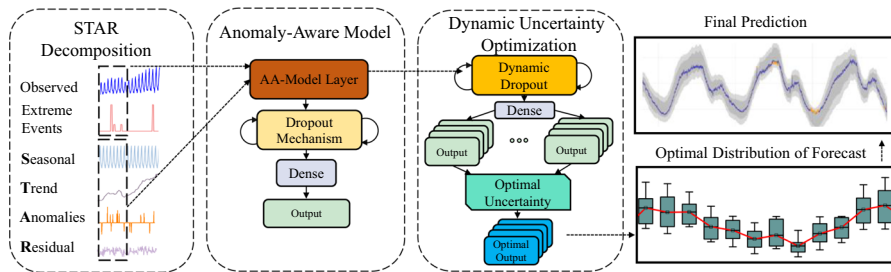 STAR
Decomposition
Observed
Extreme
Events
Seasonal
Trend
Anomalies
Residual
Anomaly-Aware Model
AA-Model Layer
Dropout
Mechanism
Dense
Output
Dynamic Uncertainty
Optimization
Dynamic
Dropout
Dense
Output
Output
Optimal
Uncertainty
Optimal Output
Final Prediction
Optimal Distribution of Forecast